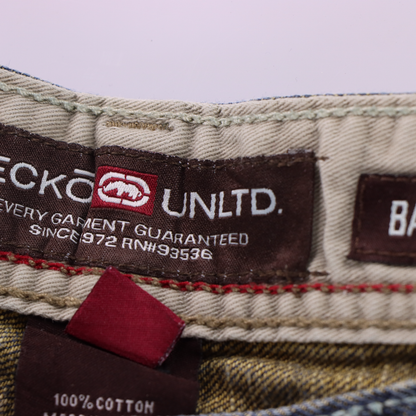 ECKŌ UNLTD.
EVERY GARMENT GUARANTEED
SINCE 1972 RN# 93536
BA
100% COTTON